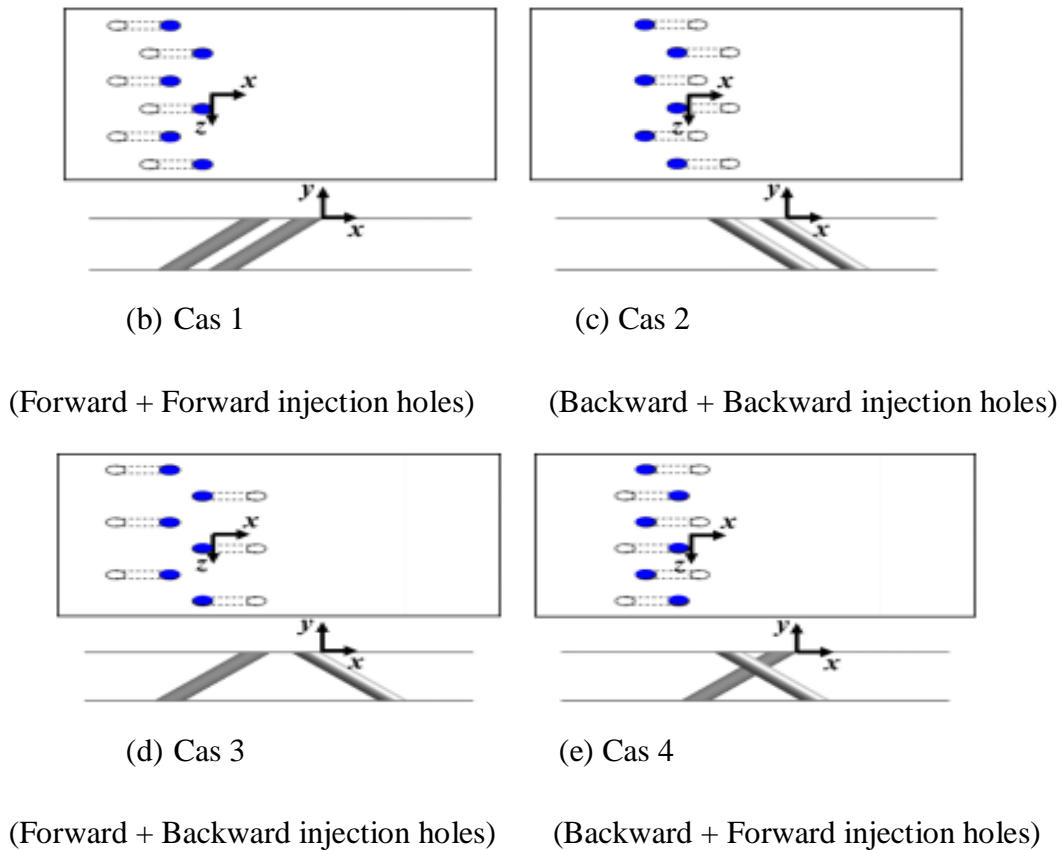 x
z
x
z
y
x
y
x
(b) Cas 1
(c) Cas 2
(Forward + Forward injection holes)
(Backward + Backward injection holes)
x
z
x
z
y
x
y
x
(d) Cas 3
(e) Cas 4
(Forward + Backward injection holes)
(Backward + Forward injection holes)